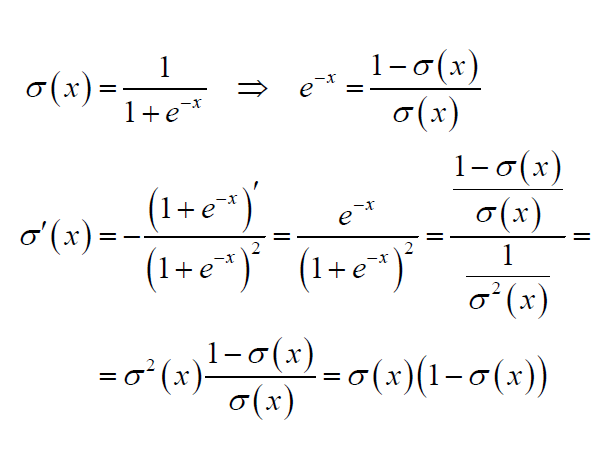 σ(x) = 1/(1 + e^{-x}) ⇒ e^{-x} = (1 − σ(x))/σ(x)
σ′(x) = −(1 + e^{-x})′/(1 + e^{-x})^2 = e^{-x}/(1 + e^{-x})^2 = ((1 − σ(x))/σ(x))/(1/σ^2(x)) =
= σ^2(x) (1 − σ(x))/σ(x) = σ(x)(1 − σ(x))